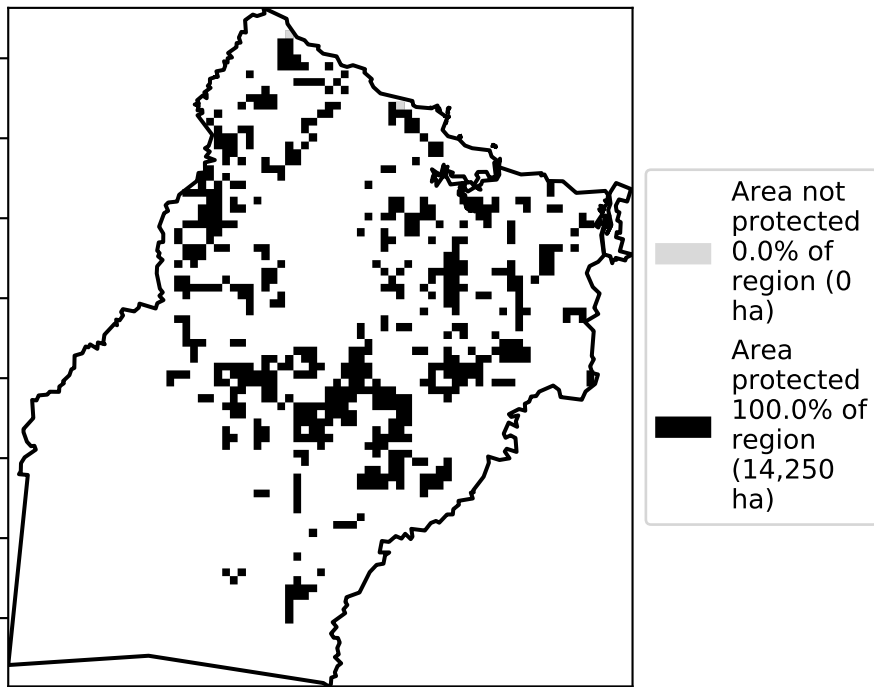 Area not
protected
0.0% of
region (0
ha)
Area
protected
100.0% of
region
(14,250
ha)